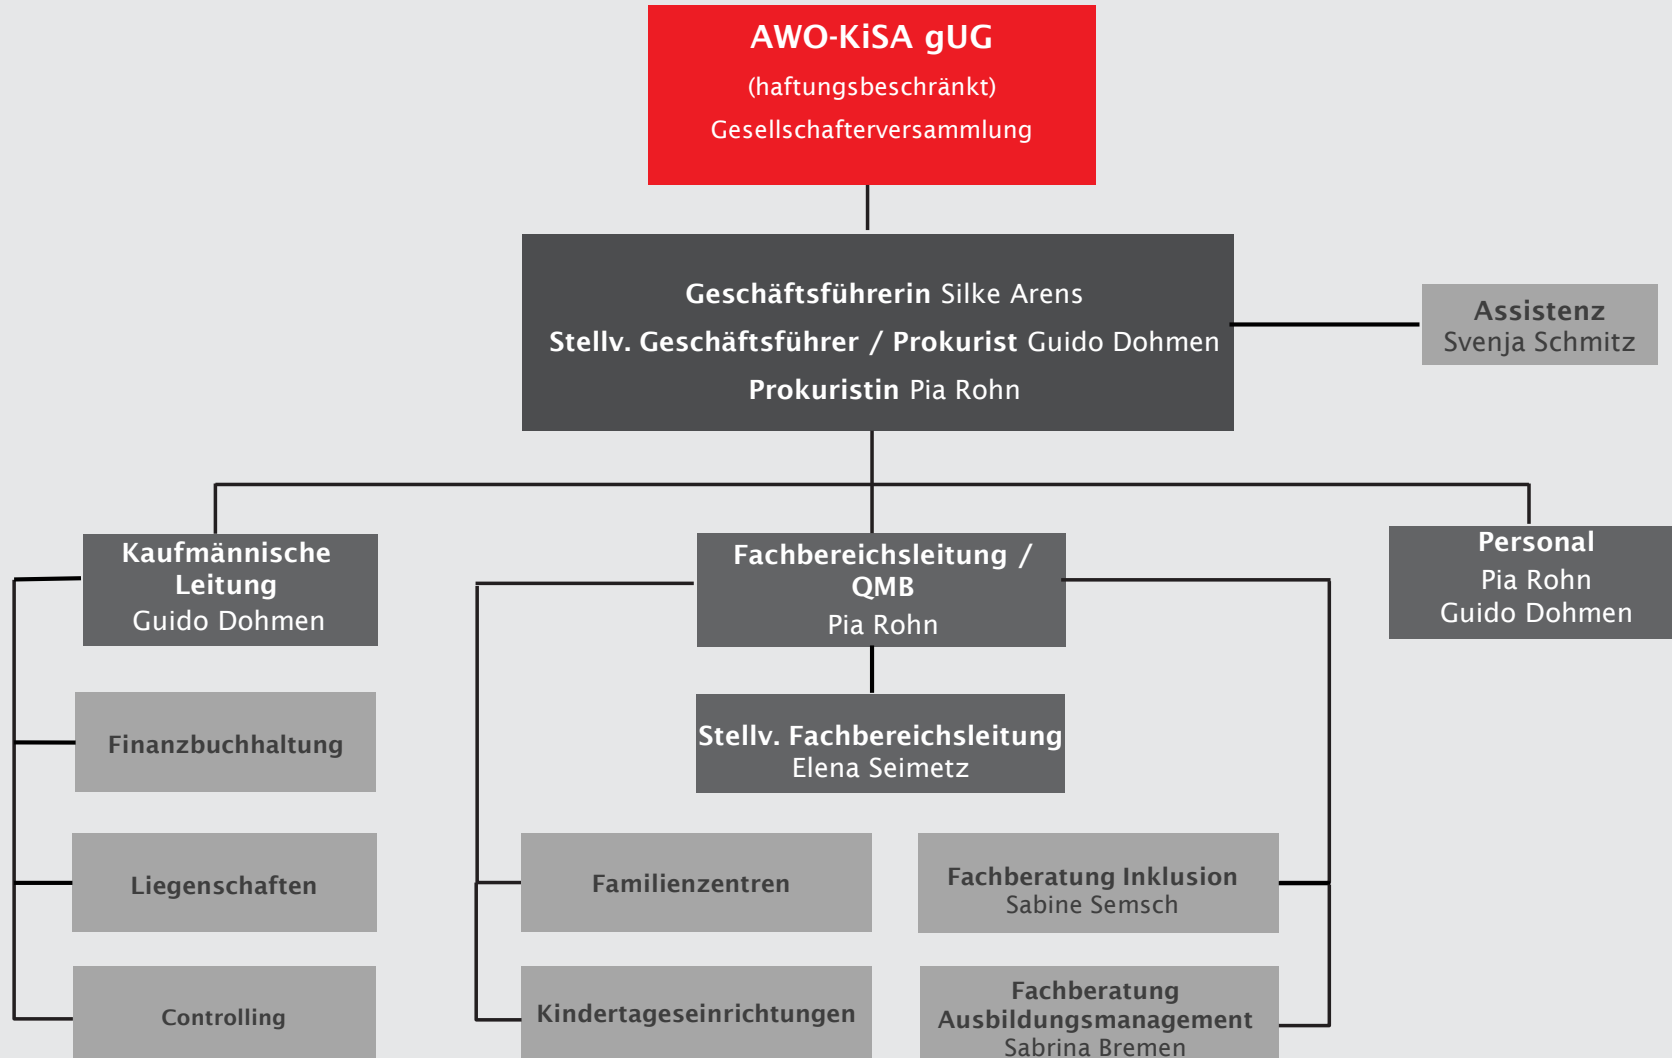 AWO-KiSA gUG
(haftungsbeschränkt)
Gesellschafterversammlung
Geschäftsführerin Silke Arens
Stellv. Geschäftsführer / Prokurist Guido Dohmen
Prokuristin Pia Rohn
Assistenz
Svenja Schmitz
Kaufmännische
Leitung
Guido Dohmen
Fachbereichsleitung /
QMB
Pia Rohn
Personal
Pia Rohn
Guido Dohmen
Stellv. Fachbereichsleitung
Elena Seimetz
Finanzbuchhaltung
Liegenschaften
Controlling
Familienzentren
Kindertageseinrichtungen
Fachberatung Inklusion
Sabine Semsch
Fachberatung
Ausbildungsmanagement
Sabrina Bremen